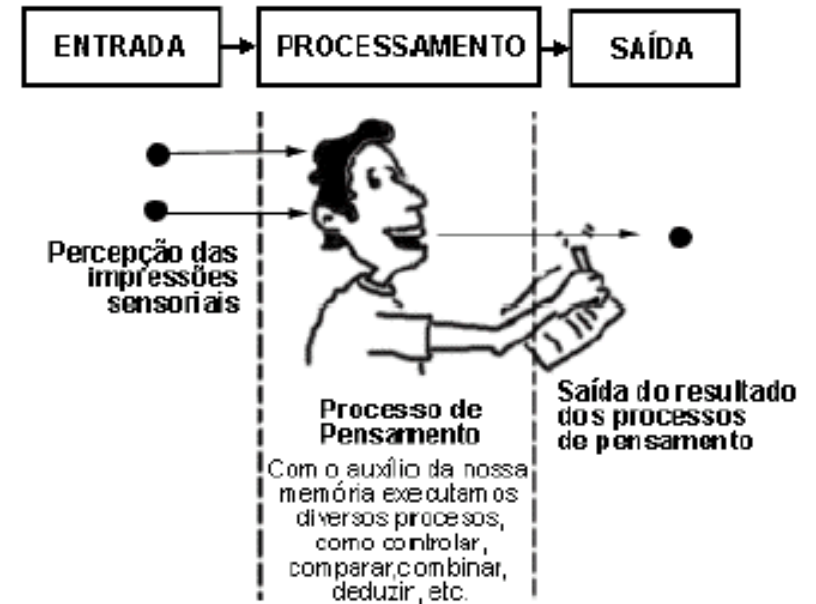 ENTRADA
PROCESSAMENTO
SAÍDA
Percepção das
impressões
sensoriais
Processo de
Pensamento
Com o auxílio da nossa
memória executamos
diversos procesos,
como controlar,
comparar,combinar,
deduzir, etc.
Saída do resultado
dos processos
de pensamento